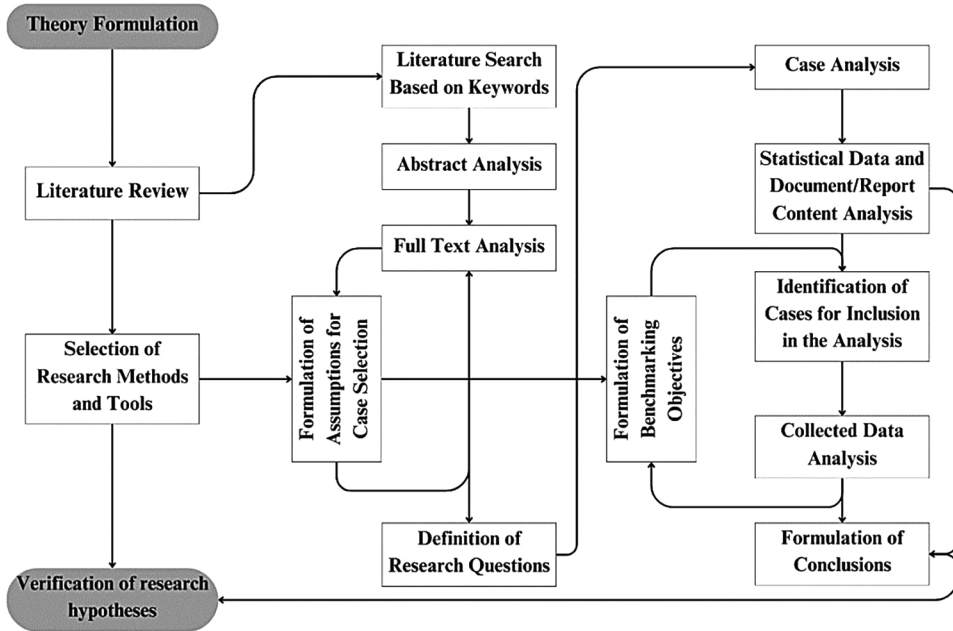 Theory Formulation
Literature Review
Selection of
Research Methods
and Tools
Verification of research
hypotheses
Literature Search
Based on Keywords
Abstract Analysis
Full Text Analysis
Formulation of
Assumptions for
Case Selection
Definition of
Research Questions
Formulation of
Benchmarking
Objectives
Case Analysis
Statistical Data and
Document/Report
Content Analysis
Identification of
Cases for Inclusion
in the Analysis
Collected Data
Analysis
Formulation of
Conclusions